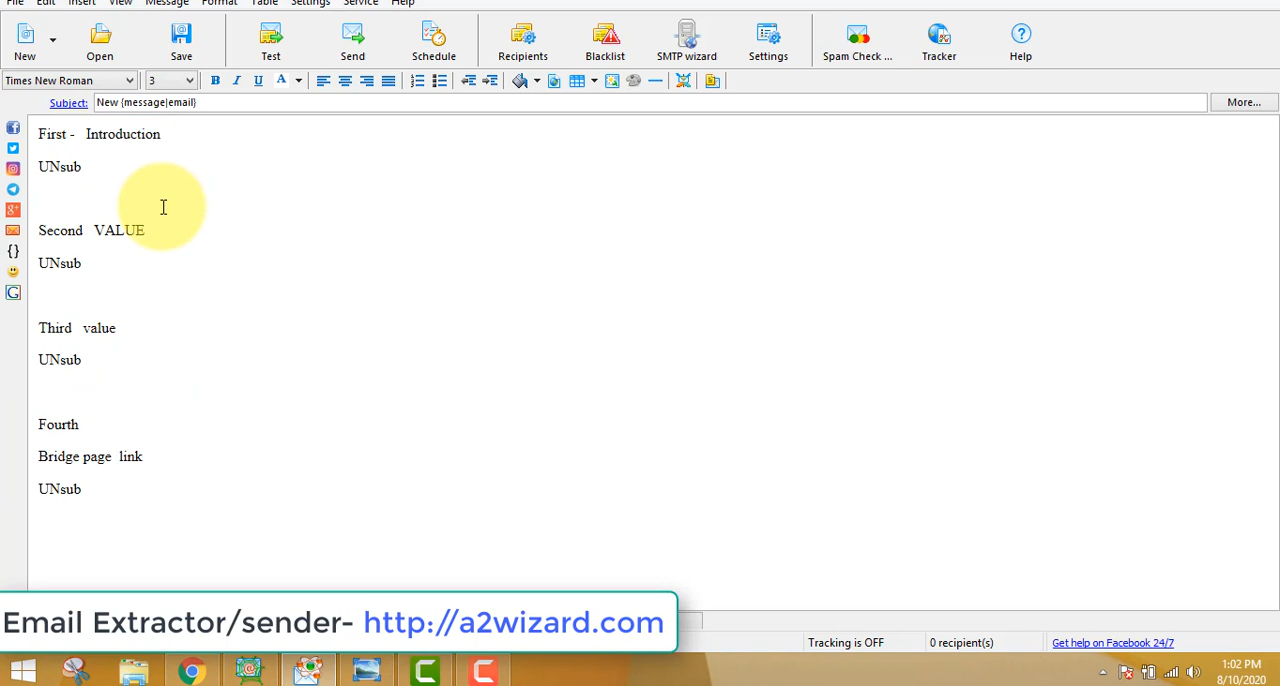 File Edit Insert View Message Format Table Settings Service Help
New Open Save Test Send Schedule Recipients Blacklist SMTP wizard Settings Spam Check ... Tracker Help
Times New Roman 3 B I U A
Subject: New {message|email} More...
First - Introduction
UNsub
Second VALUE
UNsub
Third value
UNsub
Fourth
Bridge page link
UNsub
Email Extractor/sender- http://a2wizard.com
Tracking is OFF 0 recipient(s) Get help on Facebook 24/7
1:02 PM
8/10/2020